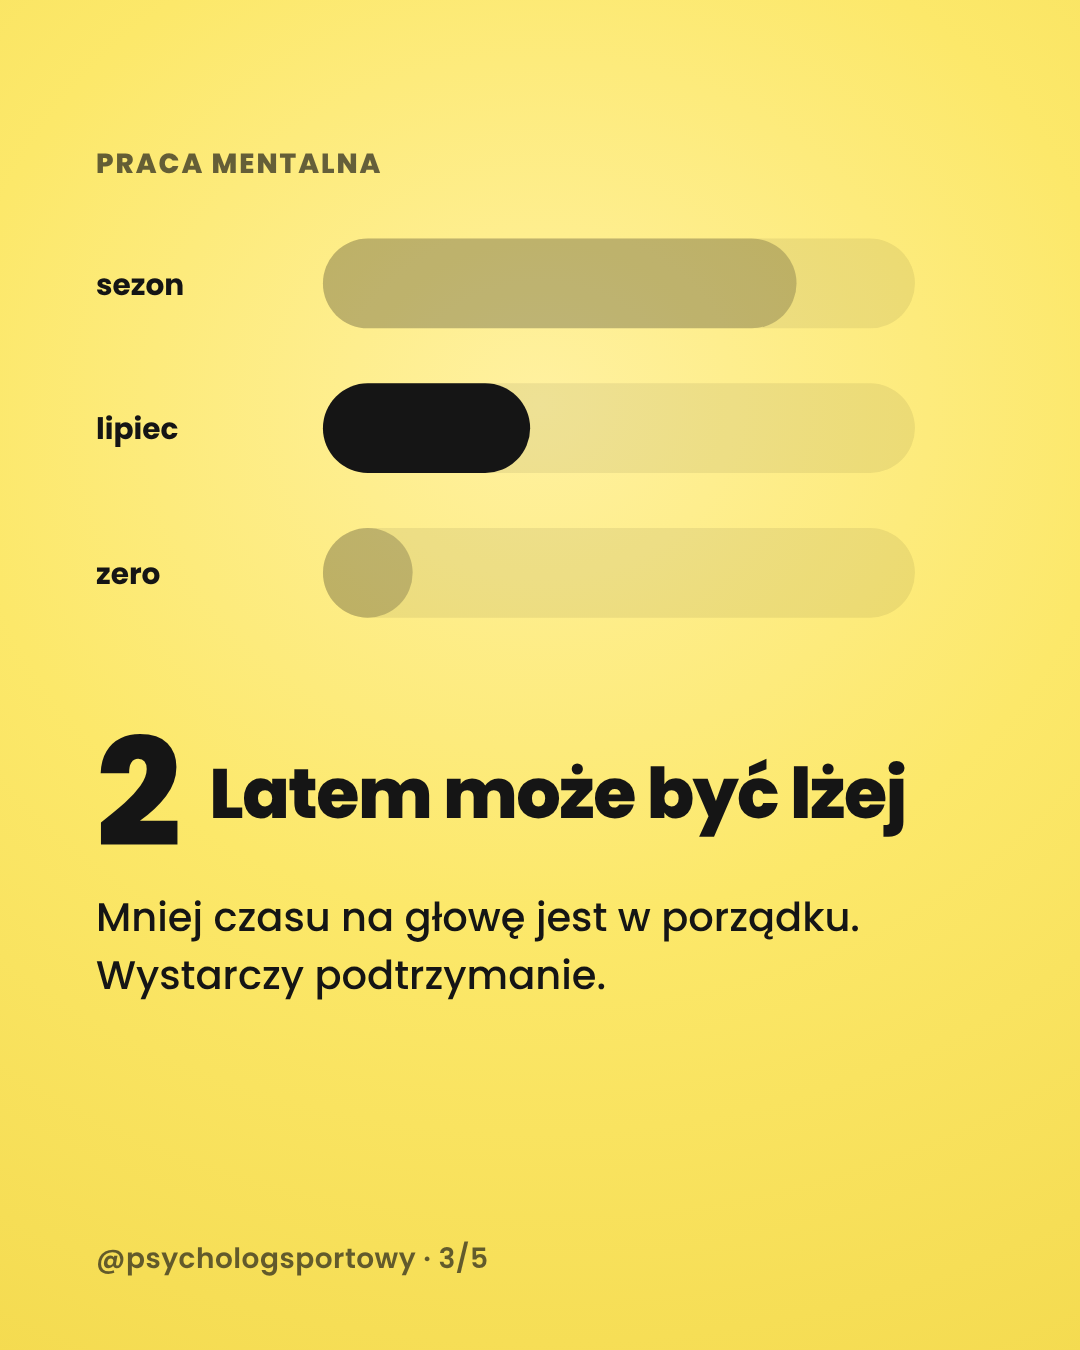 PRACA MENTALNA
sezon
lipiec
zero
2 Latem może być lżej
Mniej czasu na głowę jest w porządku.
Wystarczy podtrzymanie.
@psychologsportowy · 3/5